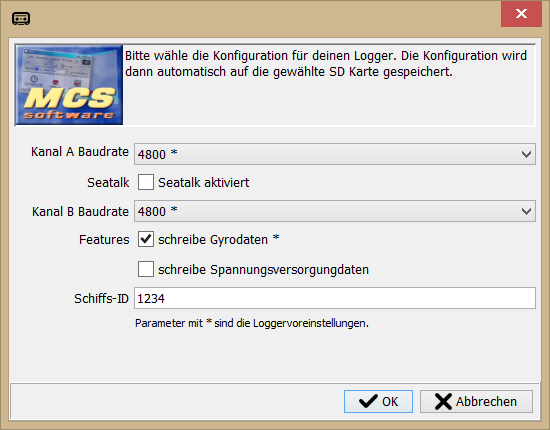 Bitte wähle die Konfiguration für deinen Logger. Die Konfiguration wird
dann automatisch auf die gewählte SD Karte gespeichert.
MCS
software
Kanal A Baudrate 4800 *
Seatalk Seatalk aktiviert
Kanal B Baudrate 4800 *
Features schreibe Gyrodaten *
schreibe Spannungsversorgungdaten
Schiffs-ID 1234
Parameter mit * sind die Loggervoreinstellungen.
OK Abbrechen